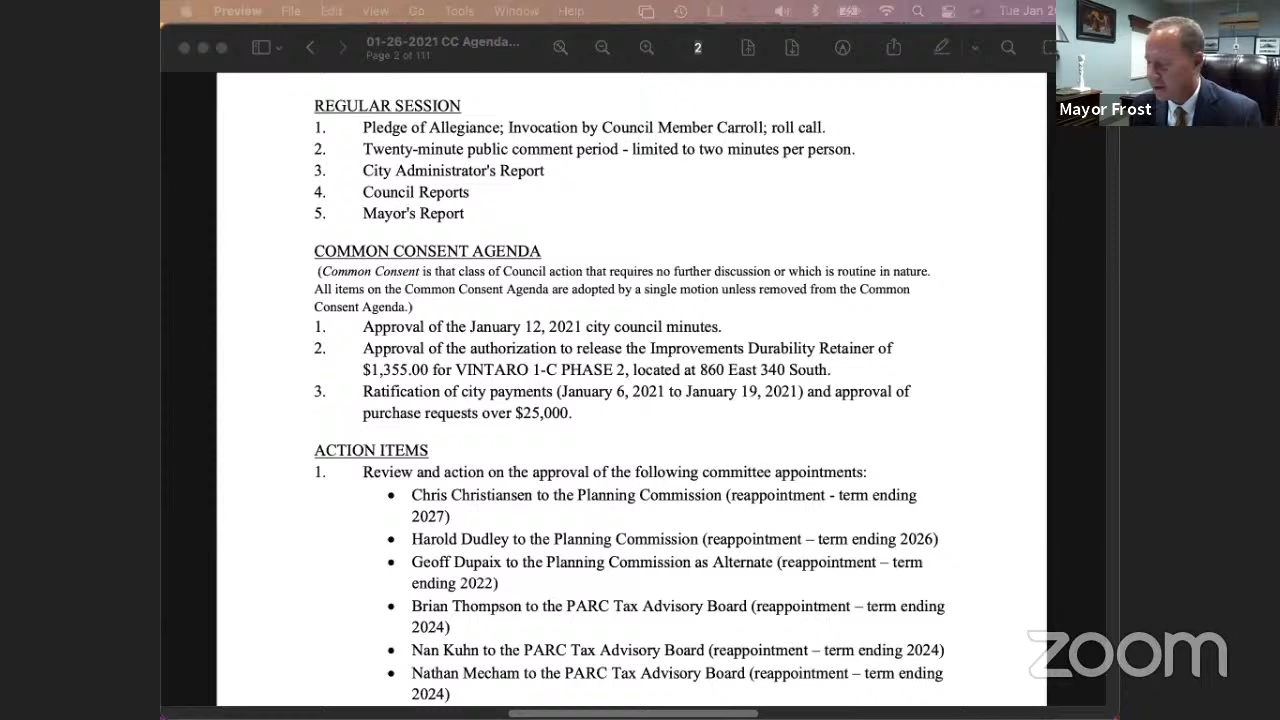 Preview File Edit View Go Tools Window Help Tue Jan 2
01-26-2021 CC Agenda...
Page 2 of 111
2
Mayor Frost
REGULAR SESSION
1. Pledge of Allegiance; Invocation by Council Member Carroll; roll call.
2. Twenty-minute public comment period - limited to two minutes per person.
3. City Administrator's Report
4. Council Reports
5. Mayor's Report
COMMON CONSENT AGENDA
(Common Consent is that class of Council action that requires no further discussion or which is routine in nature.
All items on the Common Consent Agenda are adopted by a single motion unless removed from the Common
Consent Agenda.)
1. Approval of the January 12, 2021 city council minutes.
2. Approval of the authorization to release the Improvements Durability Retainer of
$1,355.00 for VINTARO 1-C PHASE 2, located at 860 East 340 South.
3. Ratification of city payments (January 6, 2021 to January 19, 2021) and approval of
purchase requests over $25,000.
ACTION ITEMS
1. Review and action on the approval of the following committee appointments:
• Chris Christiansen to the Planning Commission (reappointment - term ending
2027)
• Harold Dudley to the Planning Commission (reappointment – term ending 2026)
• Geoff Dupaix to the Planning Commission as Alternate (reappointment – term
ending 2022)
• Brian Thompson to the PARC Tax Advisory Board (reappointment – term ending
2024)
• Nan Kuhn to the PARC Tax Advisory Board (reappointment – term ending 2024)
• Nathan Mecham to the PARC Tax Advisory Board (reappointment – term ending
2024)
zoom